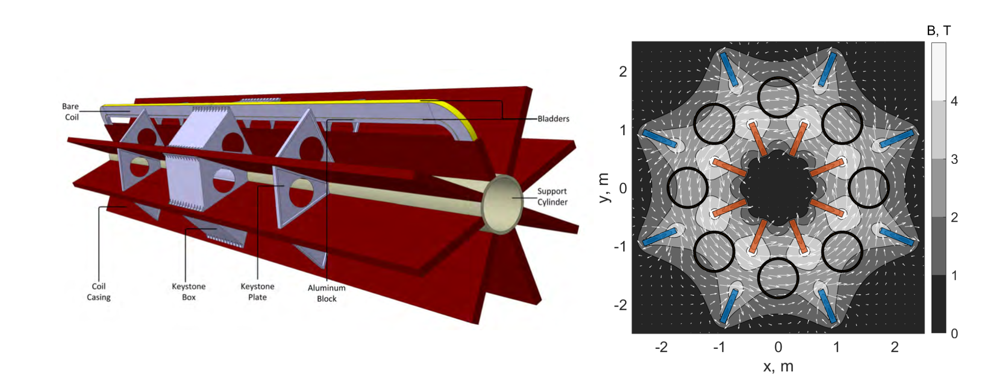 Bare
Coil
Bladders
Support
Cylinder
Coil
Casing
Keystone
Box
Keystone
Plate
Aluminum
Block
B, T
4
3
2
1
0
2
1
0
-1
-2
y, m
-2
-1
0
1
2
x, m